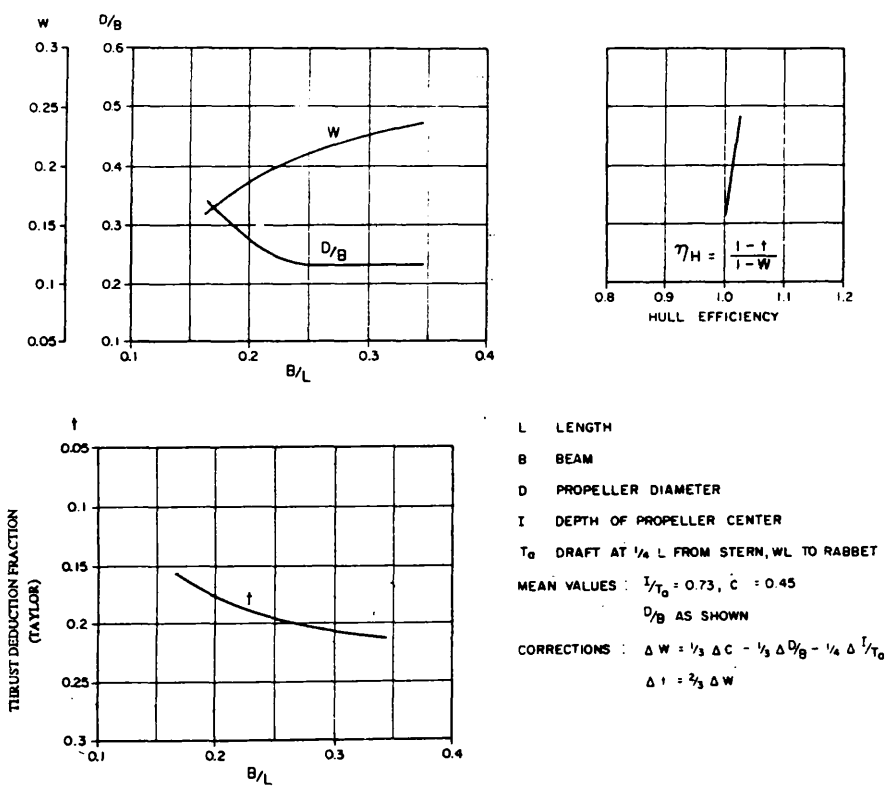 W D/B
0.3
0.25
0.2
0.15
0.1
0.05
0.6
0.5
0.4
0.3
0.2
0.1
W
D/B
0.1 0.2 0.3 0.4
B/L
ηH = 1 - t / 1 - W
0.8 0.9 1.0 1.1 1.2
HULL EFFICIENCY
t
0.05
0.1
0.15
0.2
0.25
0.3
THRUST DEDUCTION FRACTION
(TAYLOR)
t
0.1 0.2 0.3 0.4
B/L
L LENGTH
B BEAM
D PROPELLER DIAMETER
I DEPTH OF PROPELLER CENTER
Ta DRAFT AT 1/4 L FROM STERN, WL TO RABBET
MEAN VALUES : I/Ta = 0.73, C = 0.45
D/B AS SHOWN
CORRECTIONS : Δ W = 1/3 Δ C - 1/3 Δ D/B - 1/4 Δ I/Ta
Δ t = 2/3 Δ W